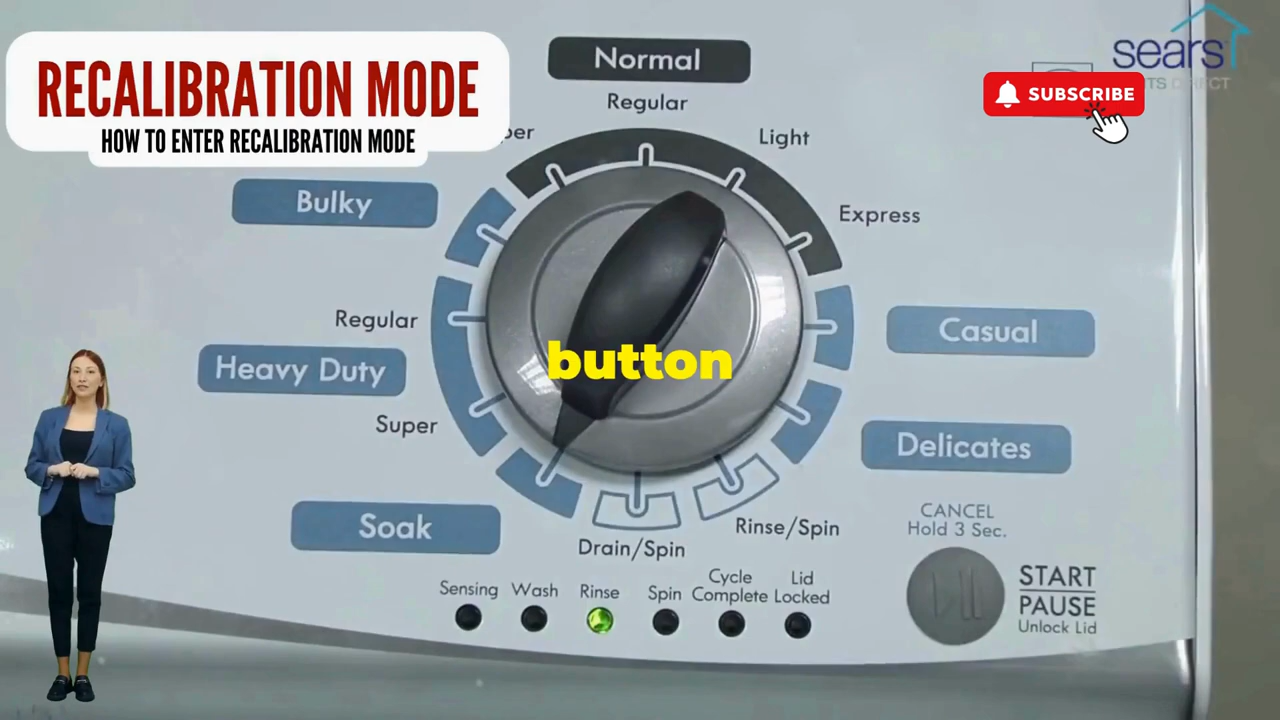 RECALIBRATION MODE
HOW TO ENTER RECALIBRATION MODE
Normal
Regular
Light
Express
sears
SUBSCRIBE
Bulky
Regular
Heavy Duty
Super
Casual
Delicates
button
Soak
Drain/Spin
Rinse/Spin
CANCEL
Hold 3 Sec.
START
PAUSE
Unlock Lid
Sensing
Wash
Rinse
Spin
Cycle
Complete
Lid
Locked